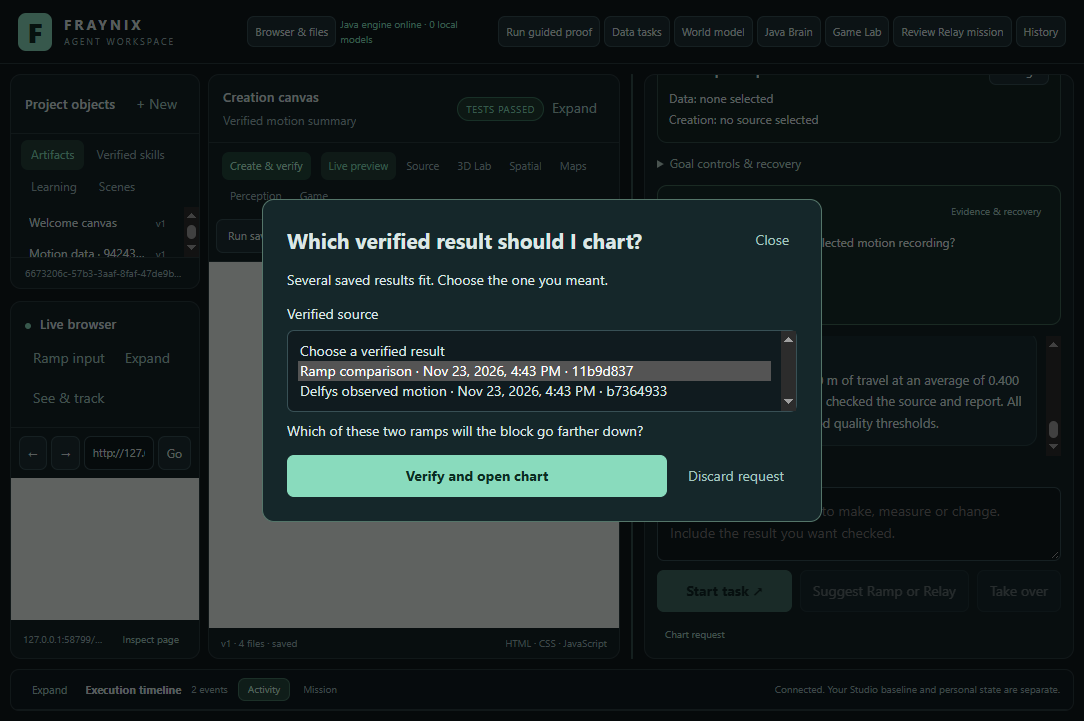 F
FRAYNIX
AGENT WORKSPACE
Browser & files
Java engine online · 0 local
models
Run guided proof
Data tasks
World model
Java Brain
Game Lab
Review Relay mission
History
Project objects
+ New
Artifacts
Verified skills
Learning
Scenes
Welcome canvas
v1
Motion data · 94243...
v1
6673206c-57b3-3aaf-8faf-47de9b...
Live browser
Ramp input
Expand
See & track
←
→
http://127.
Go
127.0.0.1:58799/...
Inspect page
Creation canvas
Verified motion summary
TESTS PASSED
Expand
Create & verify
Live preview
Source
3D Lab
Spatial
Maps
Perception
Game
Run sav
v1 · 4 files · saved
HTML · CSS · JavaScript
Which verified result should I chart?
Close
Several saved results fit. Choose the one you meant.
Verified source
Choose a verified result
Ramp comparison · Nov 23, 2026, 4:43 PM · 11b9d837
Delfys observed motion · Nov 23, 2026, 4:43 PM · b7364933
Which of these two ramps will the block go farther down?
Verify and open chart
Discard request
Data: none selected
Creation: no source selected
Goal controls & recovery
Evidence & recovery
lected motion recording?
m of travel at an average of 0.400
checked the source and report. All
d quality thresholds.
to make, measure or change.
Include the result you want checked.
Start task ↗
Suggest Ramp or Relay
Take over
Chart request
Expand
Execution timeline
2 events
Activity
Mission
Connected. Your Studio baseline and personal state are separate.